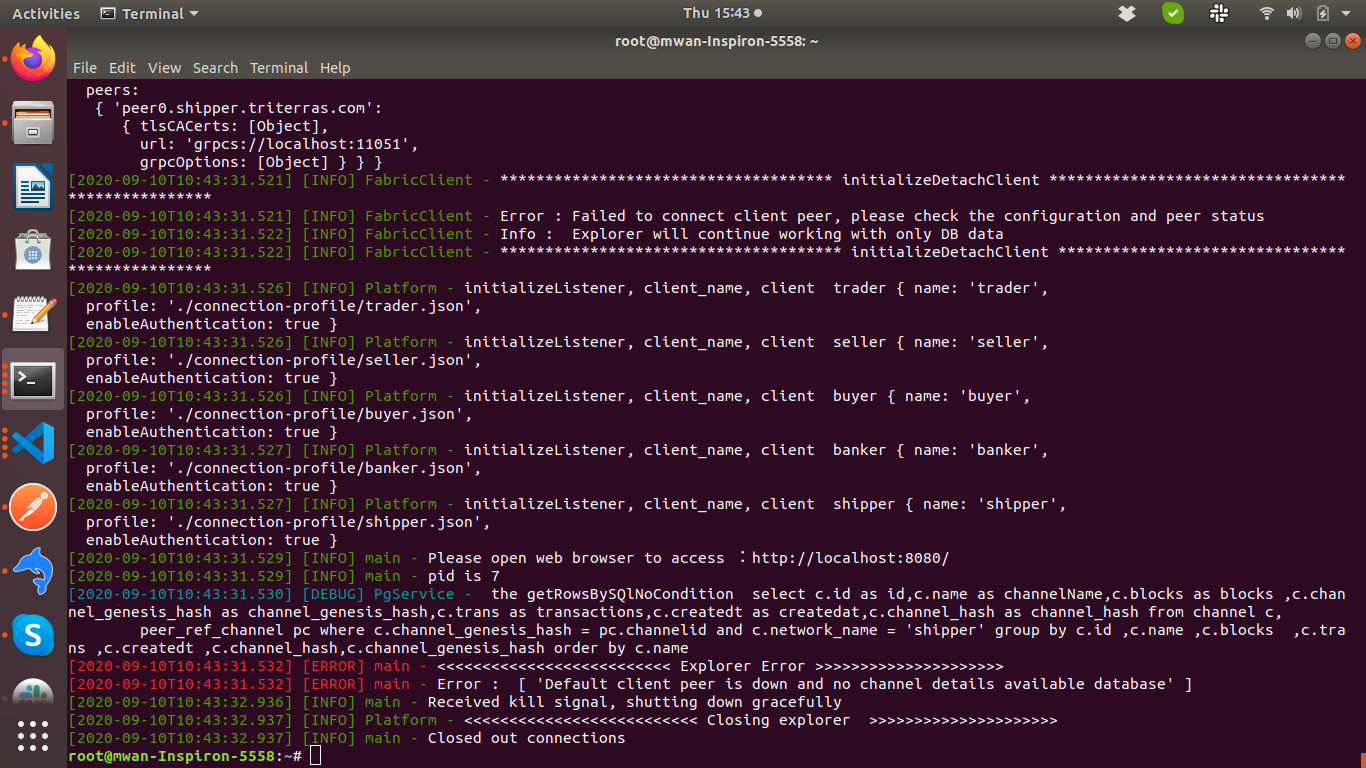 Activities Terminal Thu 15:43
root@mwan-Inspiron-5558: ~
File Edit View Search Terminal Help
  peers:
   { 'peer0.shipper.triterras.com':
      { tlsCACerts: [Object],
        url: 'grpcs://localhost:11051',
        grpcOptions: [Object] } } }
[2020-09-10T10:43:31.521] [INFO] FabricClient - ************************************* initializeDetachClient *********************************
****************
[2020-09-10T10:43:31.521] [INFO] FabricClient - Error : Failed to connect client peer, please check the configuration and peer status
[2020-09-10T10:43:31.522] [INFO] FabricClient - Info :  Explorer will continue working with only DB data
[2020-09-10T10:43:31.522] [INFO] FabricClient - ************************************** initializeDetachClient ********************************
****************
[2020-09-10T10:43:31.526] [INFO] Platform - initializeListener, client_name, client  trader { name: 'trader',
  profile: './connection-profile/trader.json',
  enableAuthentication: true }
[2020-09-10T10:43:31.526] [INFO] Platform - initializeListener, client_name, client  seller { name: 'seller',
  profile: './connection-profile/seller.json',
  enableAuthentication: true }
[2020-09-10T10:43:31.526] [INFO] Platform - initializeListener, client_name, client  buyer { name: 'buyer',
  profile: './connection-profile/buyer.json',
  enableAuthentication: true }
[2020-09-10T10:43:31.527] [INFO] Platform - initializeListener, client_name, client  banker { name: 'banker',
  profile: './connection-profile/banker.json',
  enableAuthentication: true }
[2020-09-10T10:43:31.527] [INFO] Platform - initializeListener, client_name, client  shipper { name: 'shipper',
  profile: './connection-profile/shipper.json',
  enableAuthentication: true }
[2020-09-10T10:43:31.529] [INFO] main - Please open web browser to access ：http://localhost:8080/
[2020-09-10T10:43:31.529] [INFO] main - pid is 7
[2020-09-10T10:43:31.530] [DEBUG] PgService -  the getRowsBySQlNoCondition  select c.id as id,c.name as channelName,c.blocks as blocks ,c.chan
nel_genesis_hash as channel_genesis_hash,c.trans as transactions,c.createdt as createdat,c.channel_hash as channel_hash from channel c,
        peer_ref_channel pc where c.channel_genesis_hash = pc.channelid and c.network_name = 'shipper' group by c.id ,c.name ,c.blocks  ,c.tra
ns ,c.createdt ,c.channel_hash,c.channel_genesis_hash order by c.name
[2020-09-10T10:43:31.532] [ERROR] main - <<<<<<<<<<<<<<<<<<<<<<<<<< Explorer Error >>>>>>>>>>>>>>>>>>>>>
[2020-09-10T10:43:31.532] [ERROR] main - Error :  [ 'Default client peer is down and no channel details available database' ]
[2020-09-10T10:43:32.936] [INFO] main - Received kill signal, shutting down gracefully
[2020-09-10T10:43:32.937] [INFO] Platform - <<<<<<<<<<<<<<<<<<<<<<<<<< Closing explorer  >>>>>>>>>>>>>>>>>>>>>
[2020-09-10T10:43:32.937] [INFO] main - Closed out connections
root@mwan-Inspiron-5558:~#